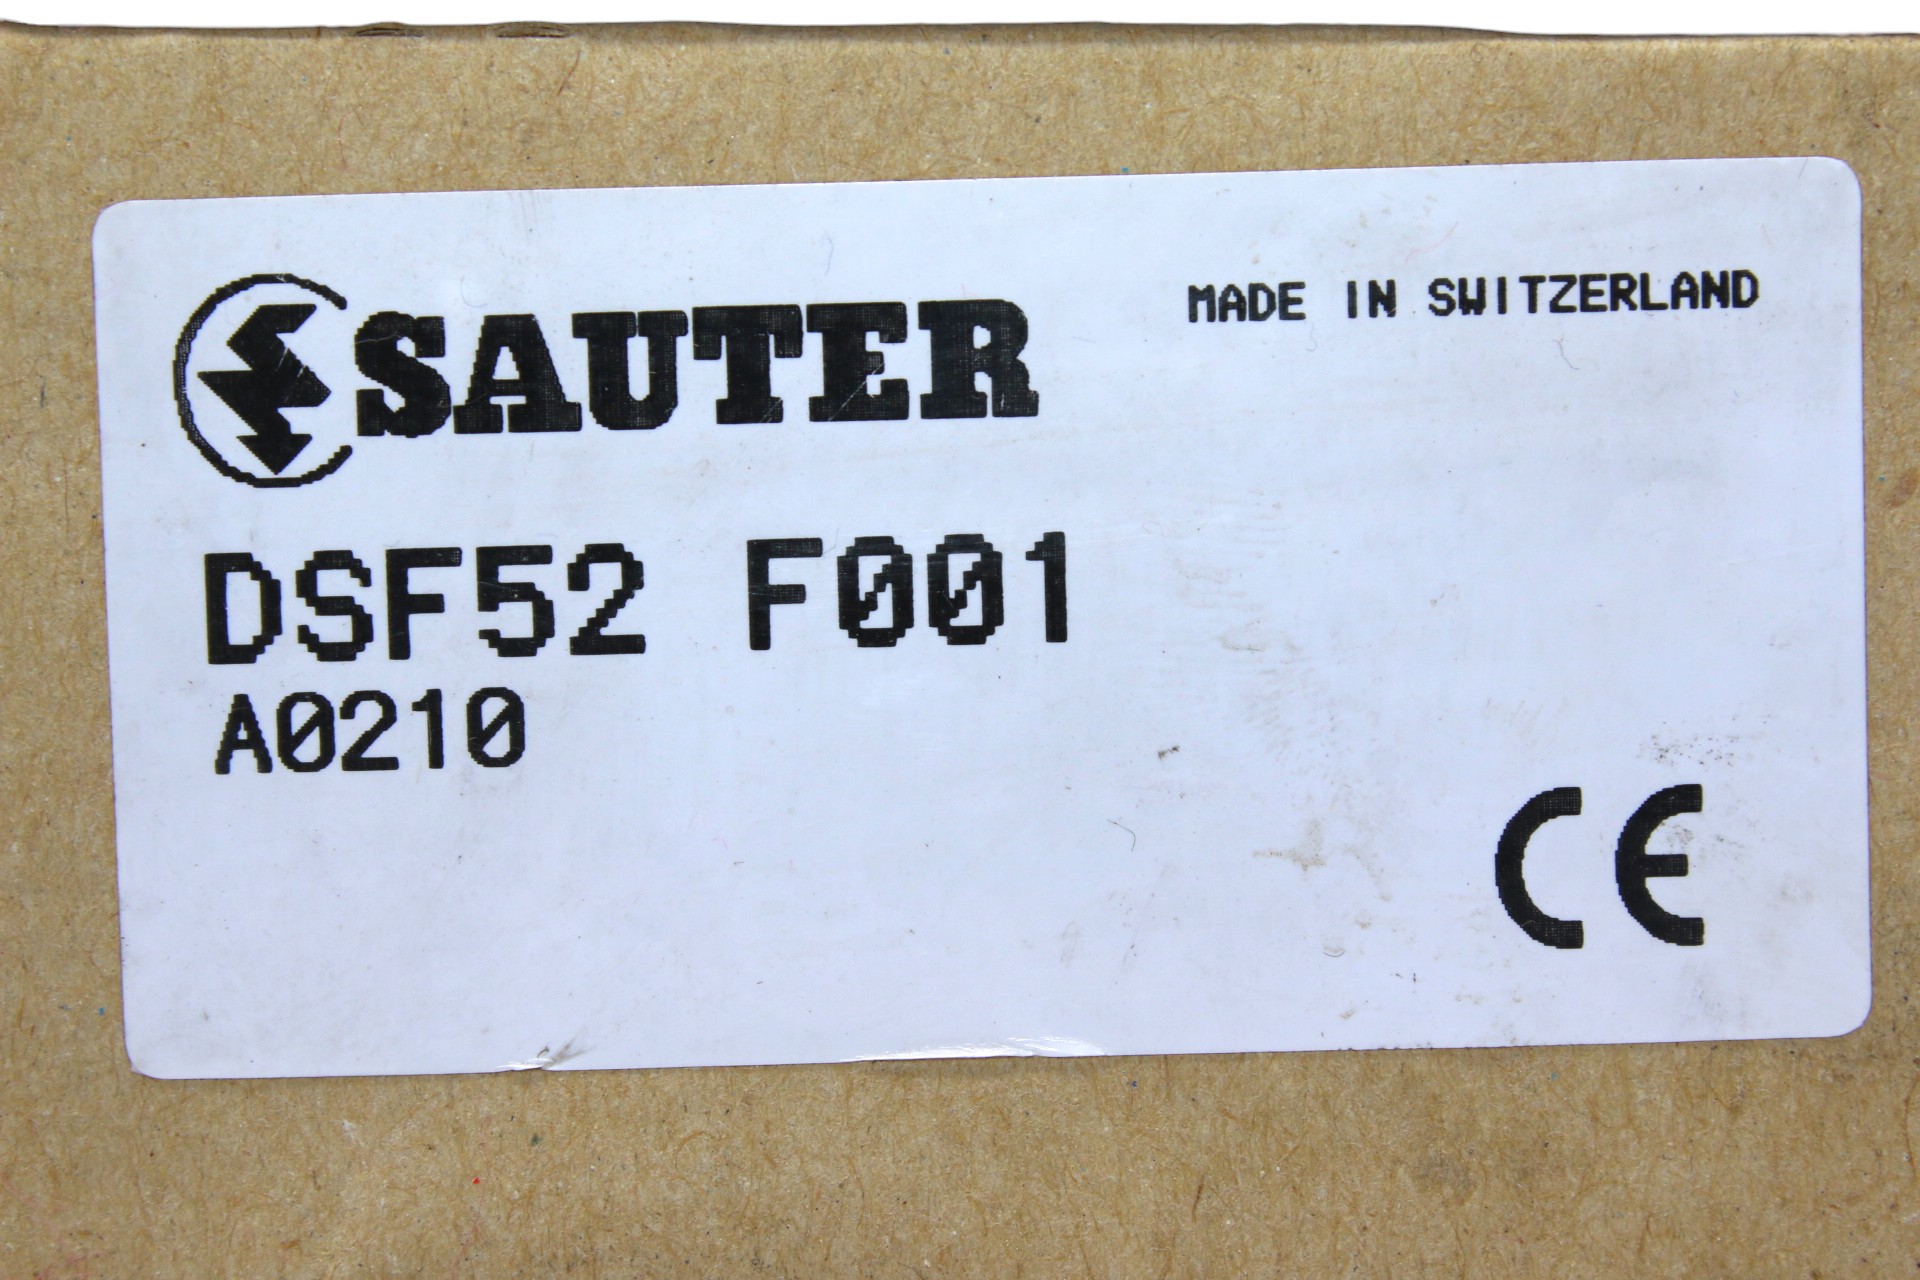 SAUTER
MADE IN SWITZERLAND
DSF52 F001
A0210
CE